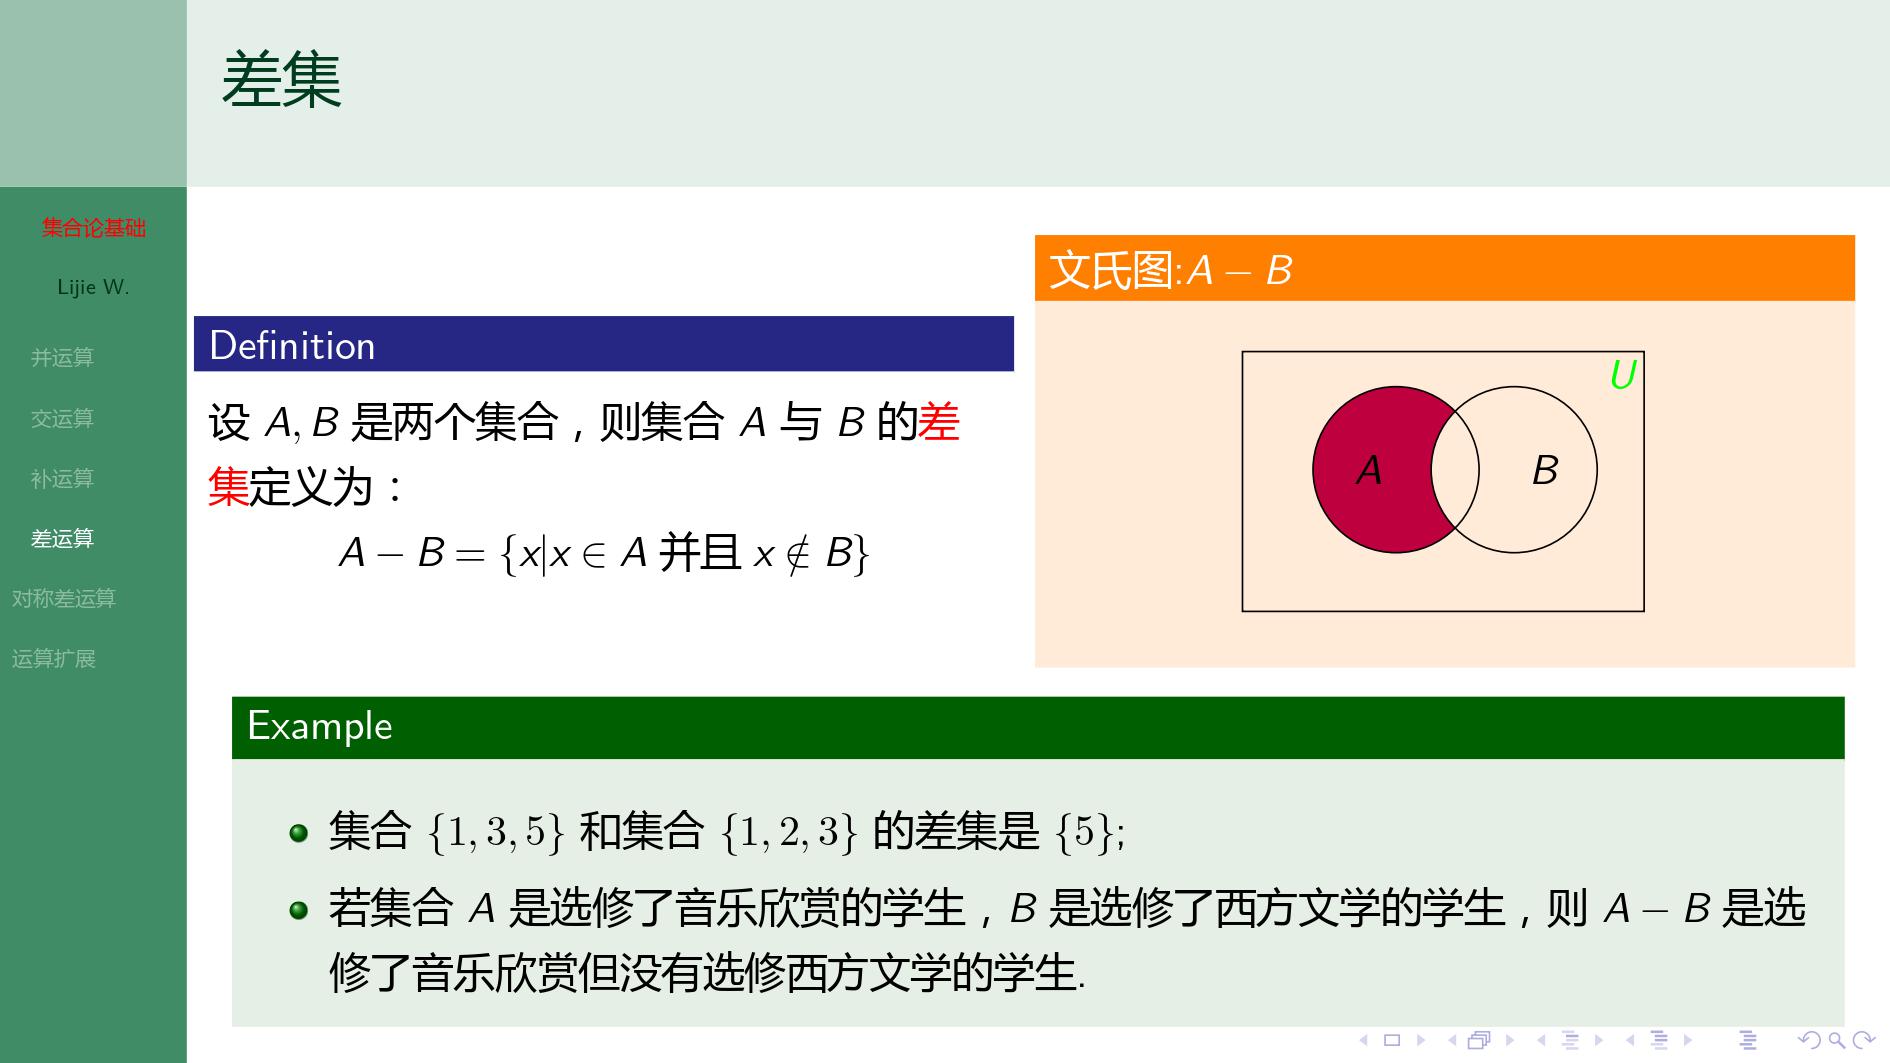 差集
集合论基础
Lijie W.
并运算
交运算
补运算
差运算
对称差运算
运算扩展
Definition
设 A, B 是两个集合，则集合 A 与 B 的差
集定义为：
A − B = {x|x ∈ A 并且 x ∉ B}
文氏图:A − B
U
A B
Example
集合 {1, 3, 5} 和集合 {1, 2, 3} 的差集是 {5};
若集合 A 是选修了音乐欣赏的学生，B 是选修了西方文学的学生，则 A − B 是选
修了音乐欣赏但没有选修西方文学的学生.